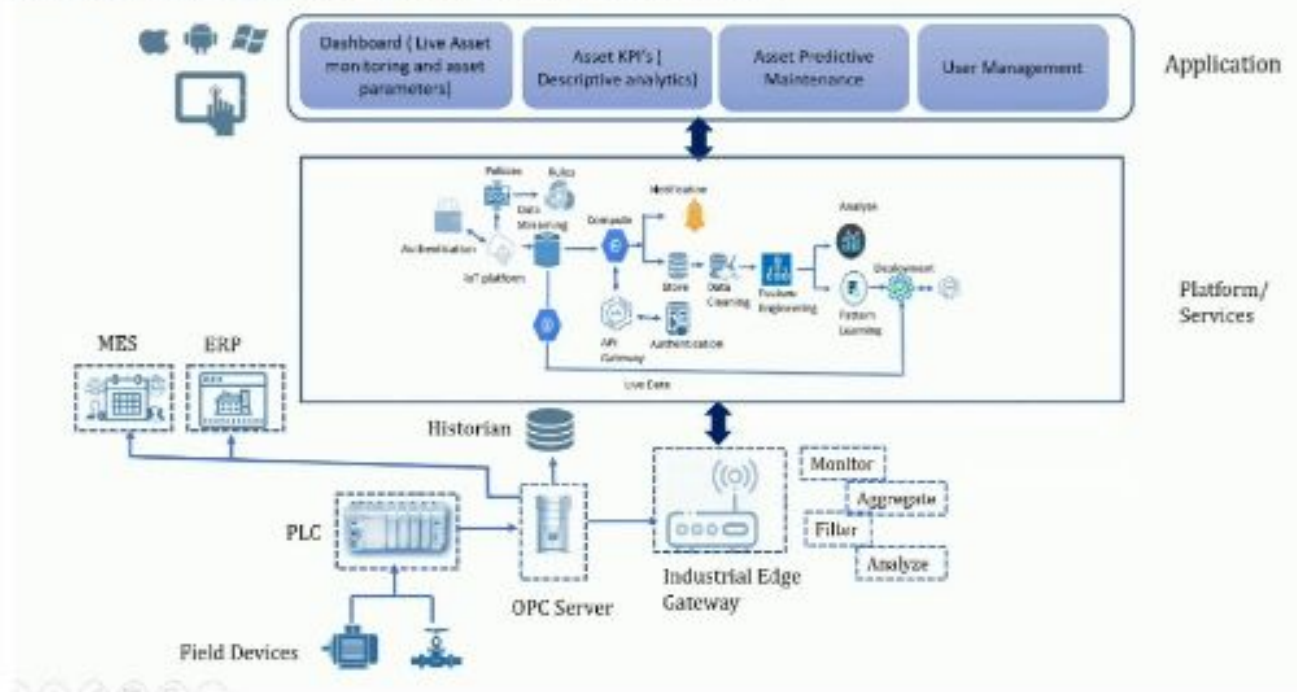 Dashboard ( Live Asset
monitoring and asset
parameters)
Asset KPI's (
Descriptive analytics)
Asset Predictive
Maintenance
User Management
Application
Policies
Rules
Data
Streaming
Authentication
IoT platform
Compute
Notification
Store
Data
Cleaning
Feature
Engineering
Analyze
Deployment
Pattern
Learning
API
Gateway
Authentication
Live Data
Platform/
Services
MES
ERP
Historian
PLC
OPC Server
Industrial Edge
Gateway
Monitor
Aggregate
Filter
Analyze
Field Devices